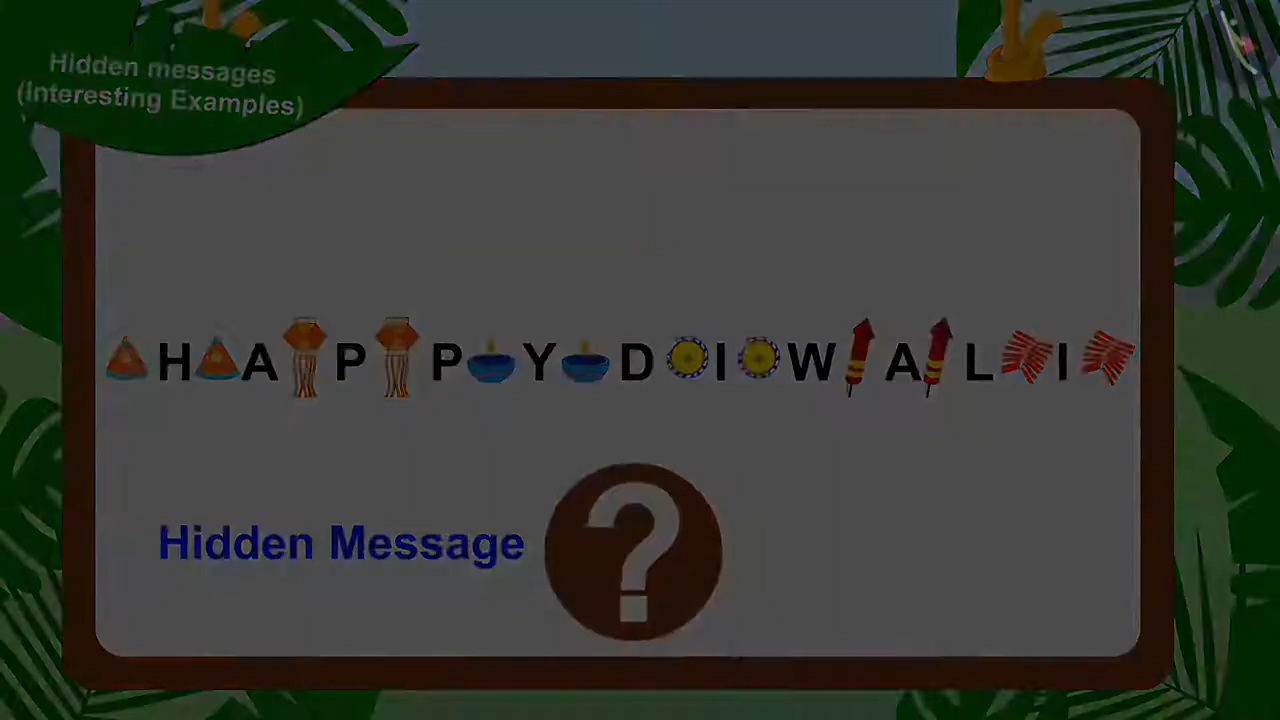 Hidden messages
(Interesting Examples)
H A P P Y D I W A L I
Hidden Message
?